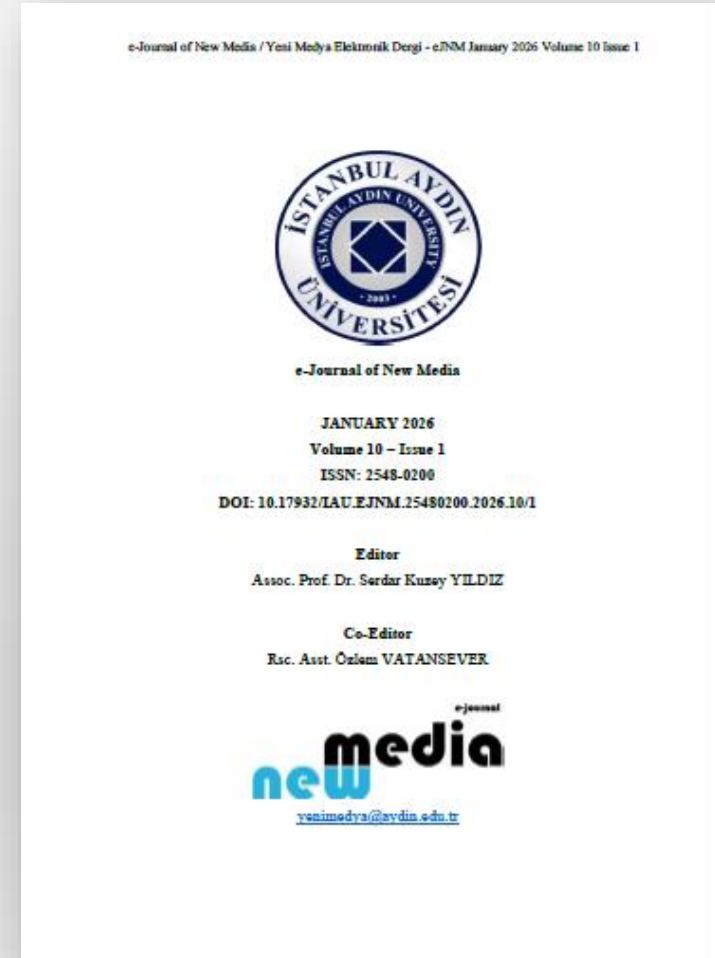 e-Journal of New Media / Yeni Medya Elektronik Dergi - eJNM January 2026 Volume 10 Issue 1
İSTANBUL AYDIN
ÜNİVERSİTESİ
ISTANBUL AYDIN UNIVERSITY
• 2003 •
e-Journal of New Media
JANUARY 2026
Volume 10 – Issue 1
ISSN: 2548-0200
DOI: 10.17932/IAU.EJNM.25480200.2026.10/1
Editor
Assoc. Prof. Dr. Serdar Kuzey YILDIZ
Co-Editor
Rsc. Asst. Özlem VATANSEVER
e-journal
new media
yenimedya@aydin.edu.tr